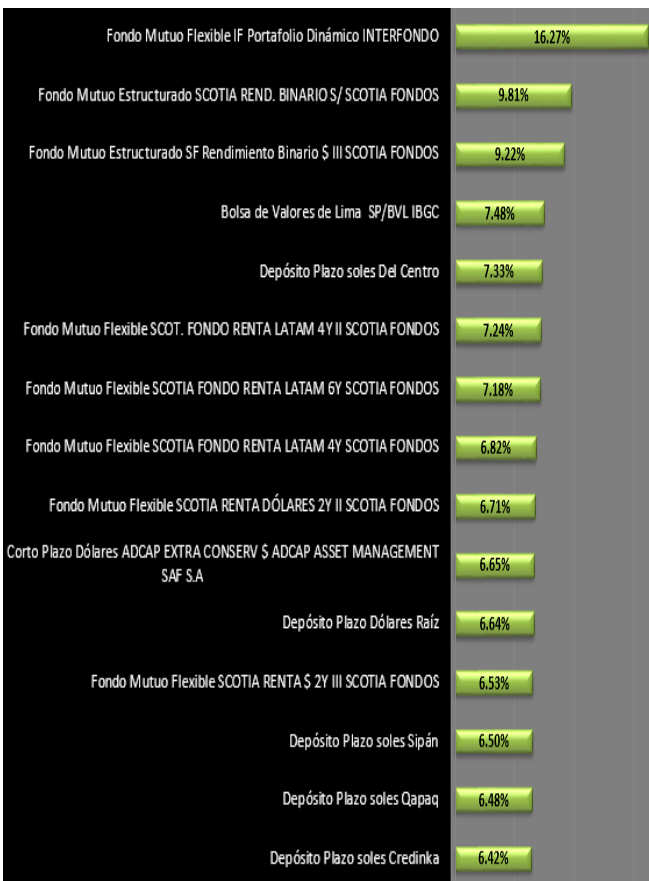 Fondo Mutuo Flexible IF Portafolio Dinámico INTERFONDO 16.27%
Fondo Mutuo Estructurado SCOTIA REND. BINARIO S/ SCOTIA FONDOS 9.81%
Fondo Mutuo Estructurado SF Rendimiento Binario $ III SCOTIA FONDOS 9.22%
Bolsa de Valores de Lima SP/BVL IBGC 7.48%
Depósito Plazo soles Del Centro 7.33%
Fondo Mutuo Flexible SCOT. FONDO RENTA LATAM 4Y II SCOTIA FONDOS 7.24%
Fondo Mutuo Flexible SCOTIA FONDO RENTA LATAM 6Y SCOTIA FONDOS 7.18%
Fondo Mutuo Flexible SCOTIA FONDO RENTA LATAM 4Y SCOTIA FONDOS 6.82%
Fondo Mutuo Flexible SCOTIA RENTA DÓLARES 2Y II SCOTIA FONDOS 6.71%
Corto Plazo Dólares ADCAP EXTRA CONSERV $ ADCAP ASSET MANAGEMENT
SAF S.A 6.65%
Depósito Plazo Dólares Raíz 6.64%
Fondo Mutuo Flexible SCOTIA RENTA $ 2Y III SCOTIA FONDOS 6.53%
Depósito Plazo soles Sipán 6.50%
Depósito Plazo soles Qapaq 6.48%
Depósito Plazo soles Credinka 6.42%